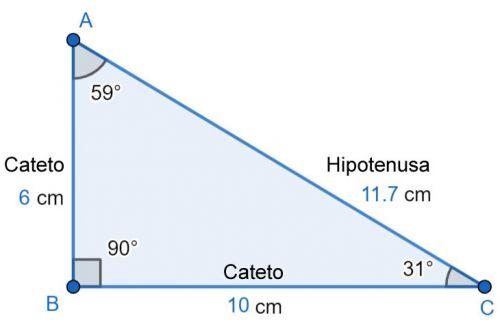 A
59°
Cateto
6 cm
Hipotenusa
11.7 cm
90°
Cateto
31°
B
10 cm
C